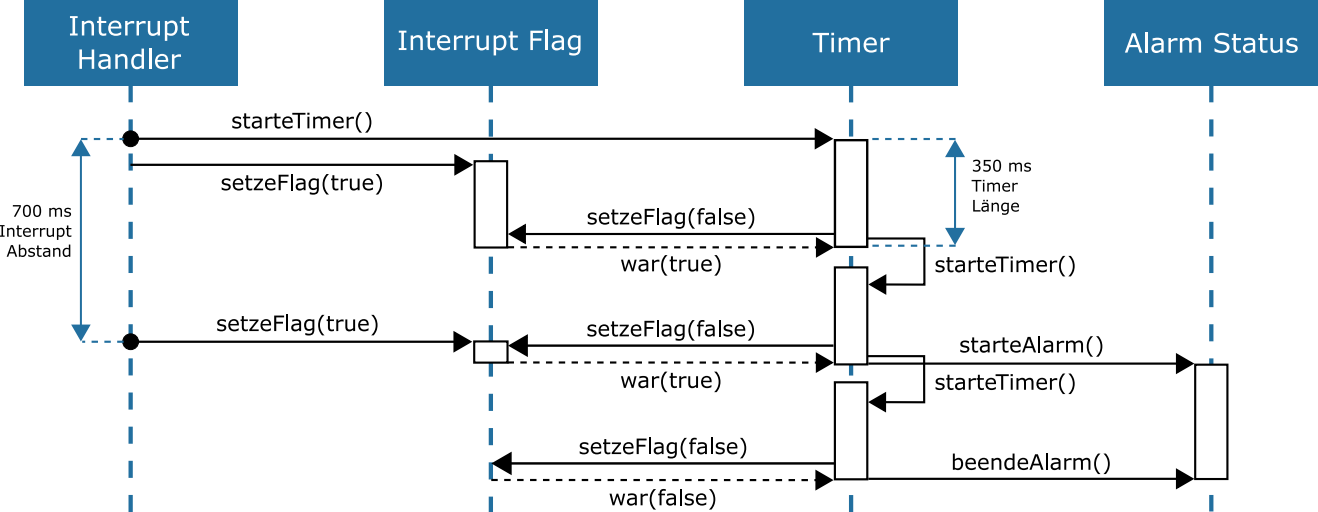 Interrupt
Handler
Interrupt Flag
Timer
Alarm Status
starteTimer()
setzeFlag(true)
350 ms
Timer
Länge
700 ms
Interrupt
Abstand
setzeFlag(false)
war(true)
starteTimer()
setzeFlag(true)
setzeFlag(false)
war(true)
starteAlarm()
starteTimer()
setzeFlag(false)
war(false)
beendeAlarm()